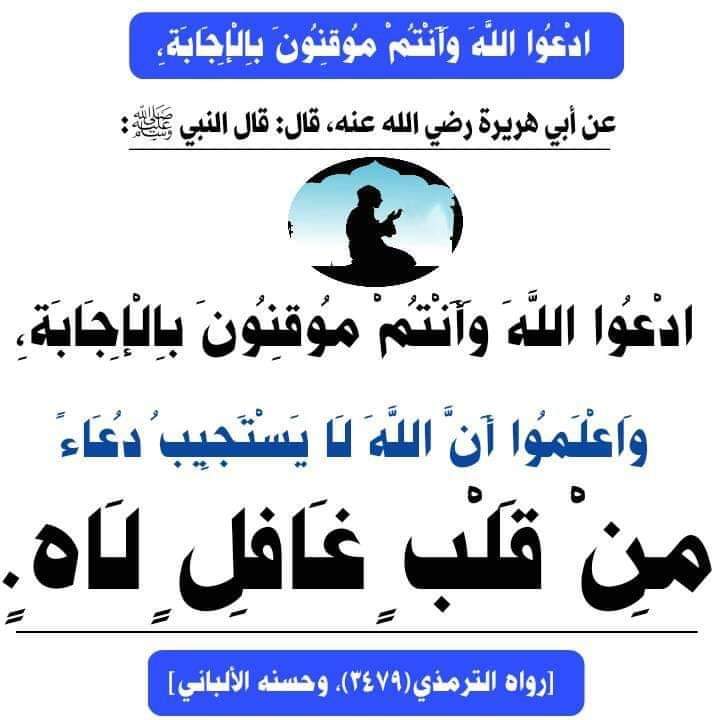 ادْعُوا اللَّهَ وَأَنْتُمْ مُوقِنُونَ بِالْإِجَابَةِ،
عن أبي هريرة رضي الله عنه، قال: قال النبي ﷺ:
ادْعُوا اللَّهَ وَأَنْتُمْ مُوقِنُونَ بِالْإِجَابَةِ،
وَاعْلَمُوا أَنَّ اللَّهَ لَا يَسْتَجِيبُ دُعَاءً
مِنْ قَلْبٍ غَافِلٍ لَاهٍ.
[رواه الترمذي(٣٤٧٩)، وحسنه الألباني]